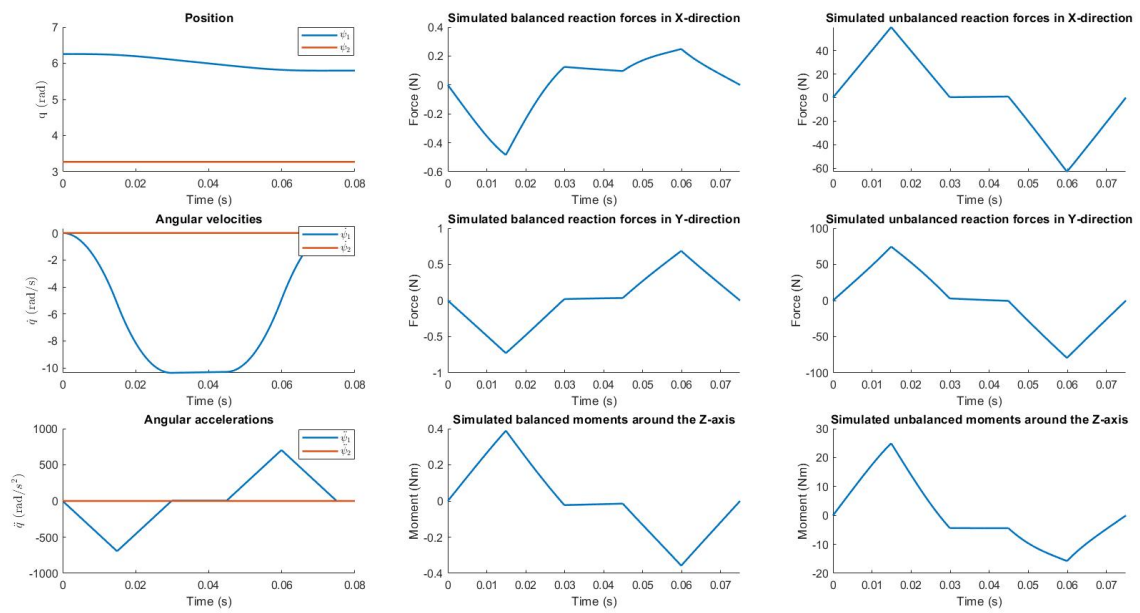 Position
7
6
5
4
3
q (rad)
ψ₁
ψ₂
0 0.02 0.04 0.06 0.08
Time (s)
Simulated balanced reaction forces in X-direction
0.4
0.2
0
-0.2
-0.4
-0.6
Force (N)
0 0.01 0.02 0.03 0.04 0.05 0.06 0.07
Time (s)
Simulated unbalanced reaction forces in X-direction
40
20
0
-20
-40
-60
Force (N)
0 0.01 0.02 0.03 0.04 0.05 0.06 0.07
Time (s)
Angular velocities
0
-2
-4
-6
-8
-10
q̇ (rad/s)
ψ̇₁
ψ̇₂
0 0.02 0.04 0.06 0.08
Time (s)
Simulated balanced reaction forces in Y-direction
1
0.5
0
-0.5
-1
Force (N)
0 0.01 0.02 0.03 0.04 0.05 0.06 0.07
Time (s)
Simulated unbalanced reaction forces in Y-direction
100
50
0
-50
-100
Force (N)
0 0.01 0.02 0.03 0.04 0.05 0.06 0.07
Time (s)
Angular accelerations
1000
500
0
-500
-1000
q̈ (rad/s²)
ψ̈₁
ψ̈₂
0 0.02 0.04 0.06 0.08
Time (s)
Simulated balanced moments around the Z-axis
0.4
0.2
0
-0.2
-0.4
Moment (Nm)
0 0.01 0.02 0.03 0.04 0.05 0.06 0.07
Time (s)
Simulated unbalanced moments around the Z-axis
30
20
10
0
-10
-20
Moment (Nm)
0 0.01 0.02 0.03 0.04 0.05 0.06 0.07
Time (s)